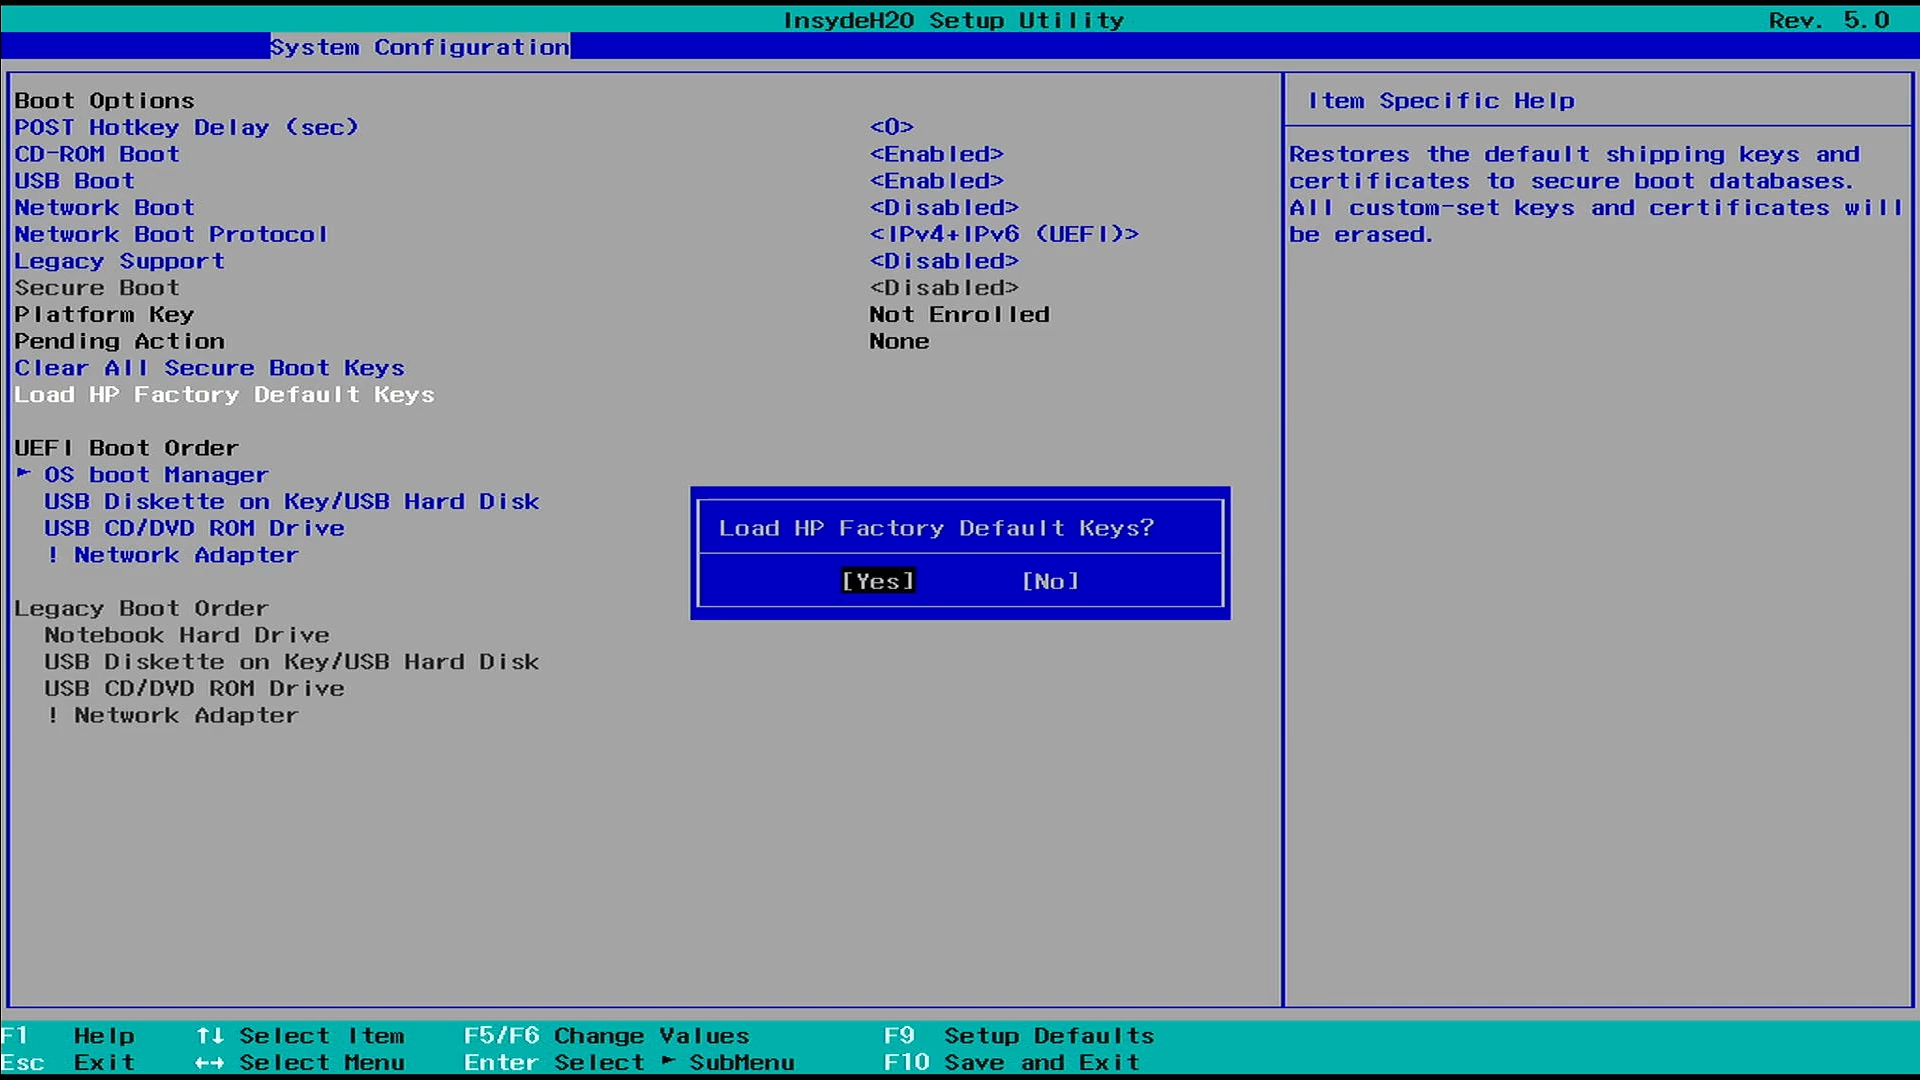 InsydeH2O Setup Utility Rev. 5.0
System Configuration
Boot Options
POST Hotkey Delay (sec) <0>
CD-ROM Boot <Enabled>
USB Boot <Enabled>
Network Boot <Disabled>
Network Boot Protocol <IPv4+IPv6 (UEFI)>
Legacy Support <Disabled>
Secure Boot <Disabled>
Platform Key Not Enrolled
Pending Action None
Clear All Secure Boot Keys
Load HP Factory Default Keys
UEFI Boot Order
► OS boot Manager
USB Diskette on Key/USB Hard Disk
USB CD/DVD ROM Drive
! Network Adapter
Legacy Boot Order
Notebook Hard Drive
USB Diskette on Key/USB Hard Disk
USB CD/DVD ROM Drive
! Network Adapter
Load HP Factory Default Keys?
[Yes] [No]
Item Specific Help
Restores the default shipping keys and
certificates to secure boot databases.
All custom-set keys and certificates will
be erased.
F1 Help ↑↓ Select Item F5/F6 Change Values F9 Setup Defaults
Esc Exit ←→ Select Menu Enter Select ► SubMenu F10 Save and Exit